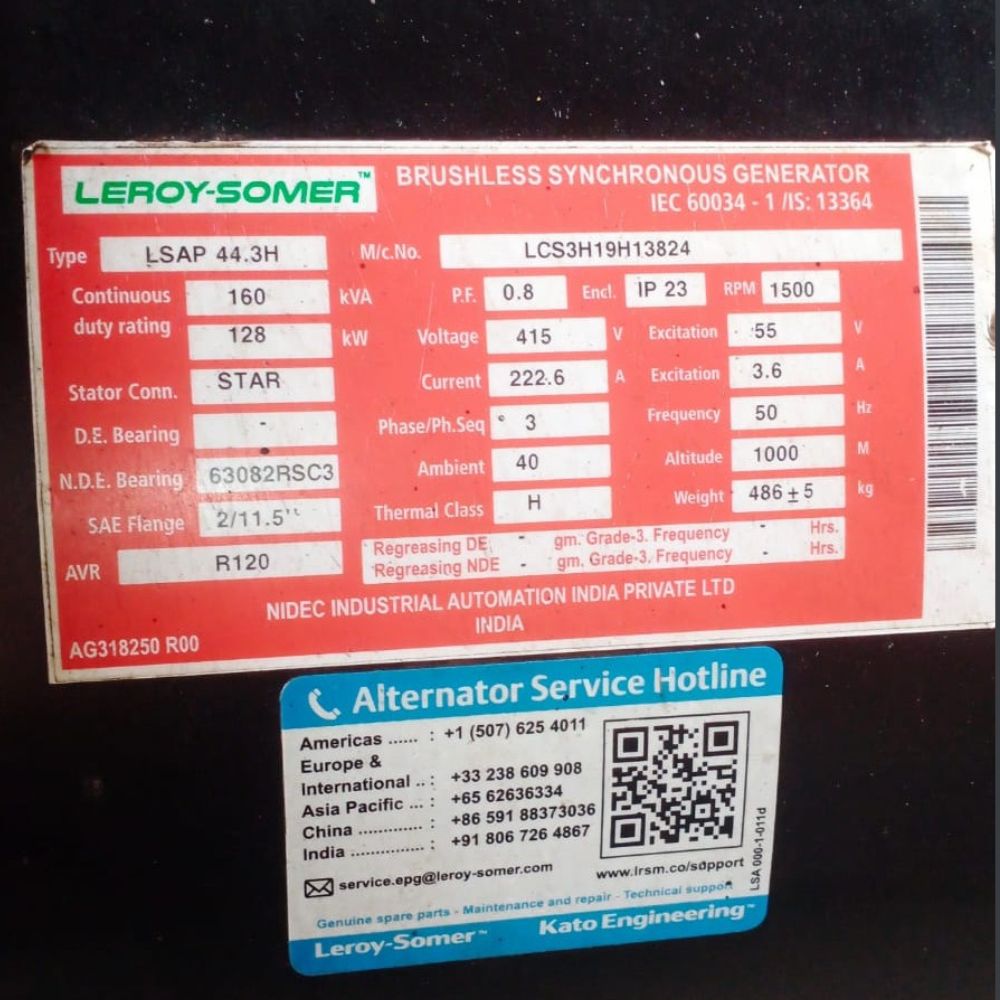 LEROY-SOMER™
BRUSHLESS SYNCHRONOUS GENERATOR
IEC 60034 - 1 /IS: 13364
Type LSAP 44.3H M/c.No. LCS3H19H13824
Continuous duty rating 160 kVA P.F. 0.8 Encl. IP 23 RPM 1500
128 kW Voltage 415 V Excitation 55 V
Stator Conn. STAR Current 222.6 A Excitation 3.6 A
D.E. Bearing - Phase/Ph.Seq 3 Frequency 50 Hz
N.D.E. Bearing 63082RSC3 Ambient 40 Altitude 1000 M
SAE Flange 2/11.5'' Thermal Class H Weight 486 ± 5 kg
AVR R120
Regreasing DE - gm. Grade-3. Frequency - Hrs.
Regreasing NDE - gm. Grade-3. Frequency - Hrs.
NIDEC INDUSTRIAL AUTOMATION INDIA PRIVATE LTD
INDIA
AG318250 R00
Alternator Service Hotline
Americas ...... : +1 (507) 625 4011
Europe &
International .. : +33 238 609 908
Asia Pacific ... : +65 62636334
China ............. : +86 591 88373036
India ............... : +91 806 726 4867
service.epg@leroy-somer.com
www.lrsm.co/support
LSA 000-1-011d
Genuine spare parts - Maintenance and repair - Technical support
Leroy-Somer™ Kato Engineering™